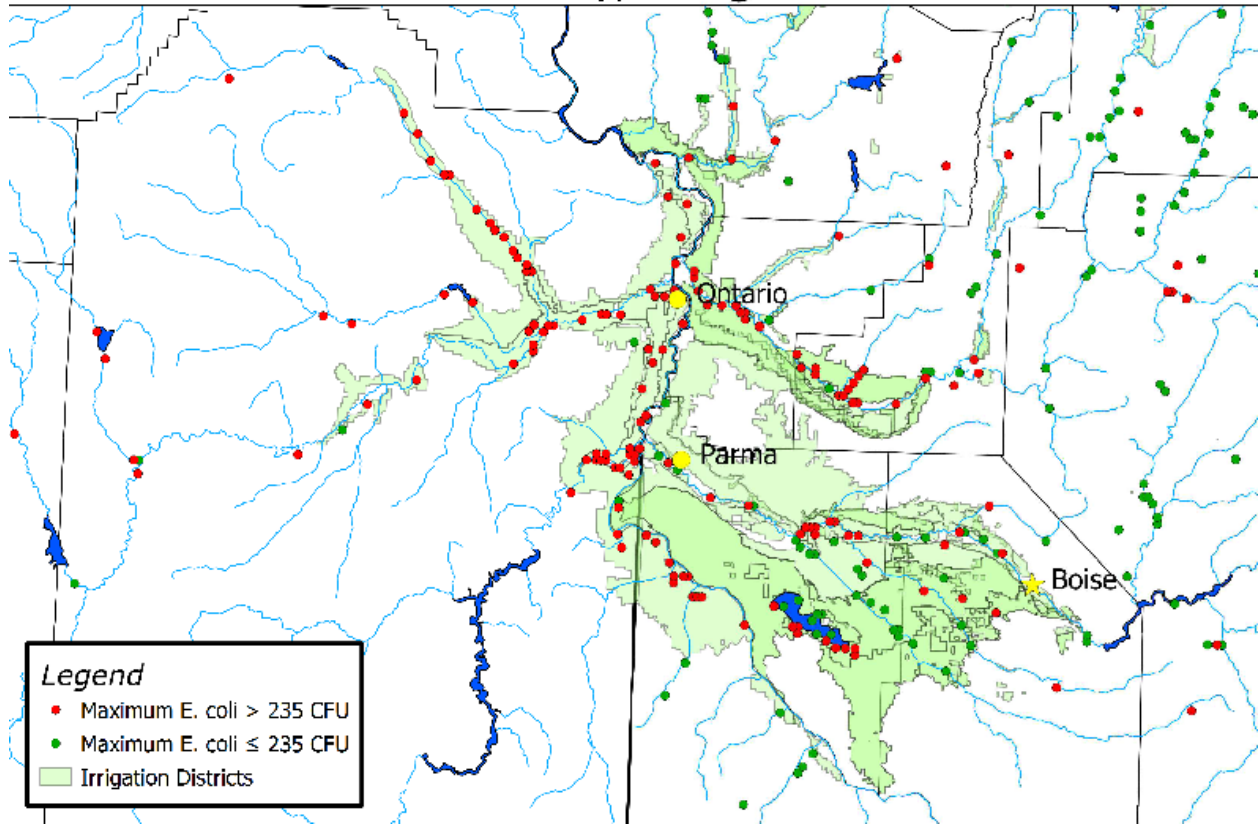 Ontario
Parma
Boise
Legend
Maximum E. coli > 235 CFU
Maximum E. coli ≤ 235 CFU
Irrigation Districts